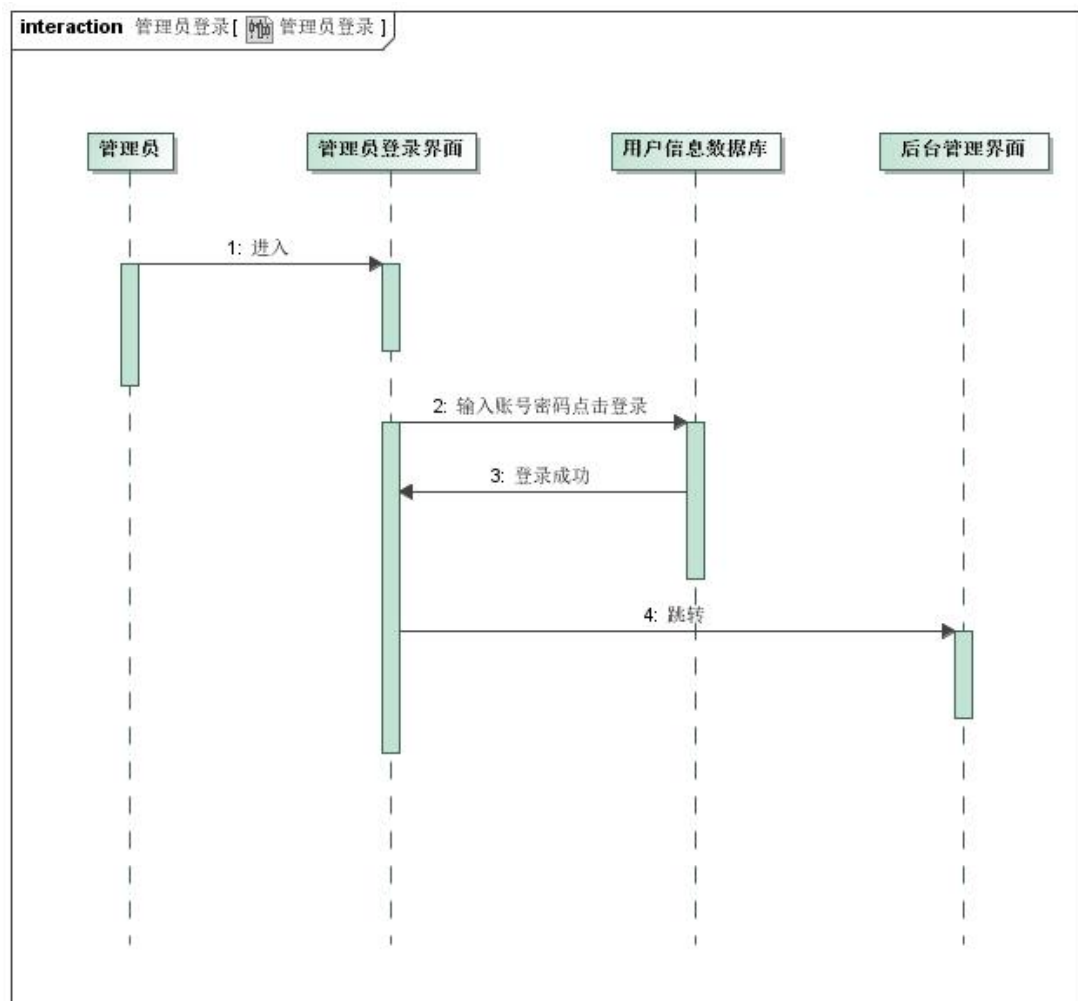 interaction 管理员登录[ 管理员登录 ]
管理员 管理员登录界面 用户信息数据库 后台管理界面
1: 进入
2: 输入账号密码点击登录
3: 登录成功
4: 跳转